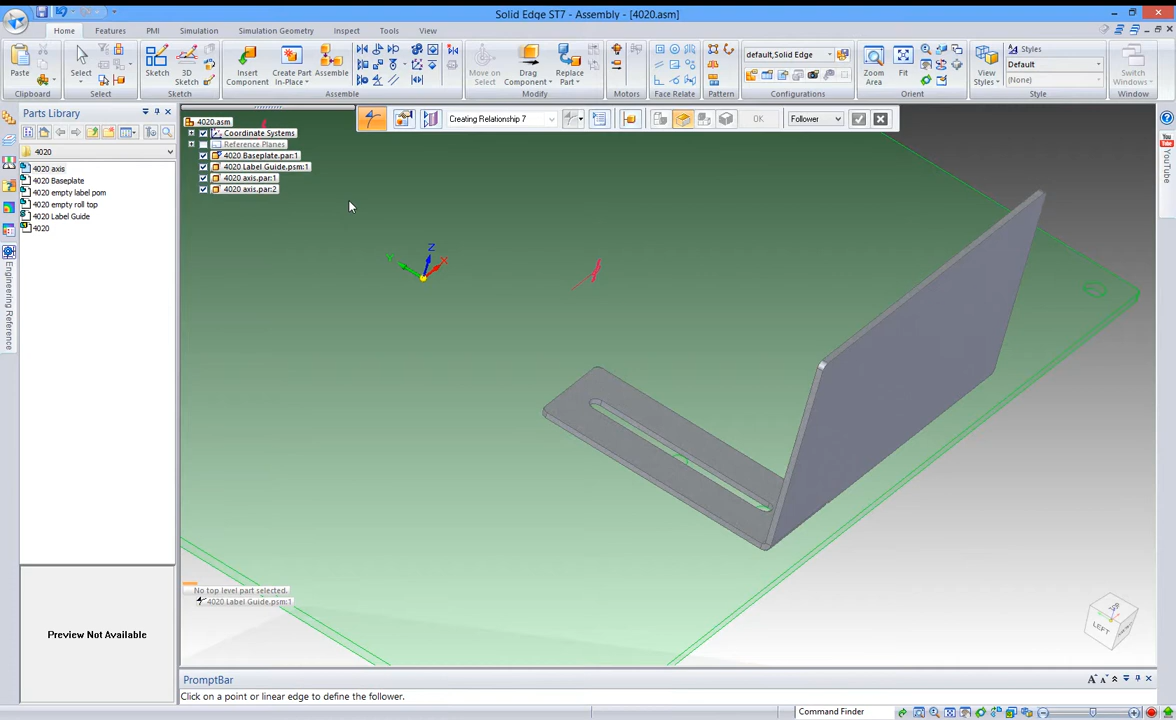 Solid Edge ST7 - Assembly - [4020.asm]
Home
Features
PMI
Simulation
Simulation Geometry
Inspect
Tools
View
Paste
Select
Sketch
3D Sketch
Insert Component
Create Part In-Place
Assemble
Move on Select
Drag Component
Replace Part
default,Solid Edge
Zoom Area
Fit
View Styles
Styles
Default
(None)
Switch Windows
Clipboard
Select
Sketch
Assemble
Modify
Motors
Face Relate
Pattern
Configurations
Orient
Style
Window
Parts Library
Creating Relationship 7
OK
Follower
4020
4020 axis
4020 Baseplate
4020 empty label pom
4020 empty roll top
4020 Label Guide
4020
4020.asm
Coordinate Systems
Reference Planes
4020 Baseplate.par:1
4020 Label Guide.psm:1
4020 axis.par:1
4020 axis.par:2
Engineering Reference
You Tube
Z
Y
X
No top level part selected.
4020 Label Guide.psm:1
LEFT
Preview Not Available
PromptBar
Click on a point or linear edge to define the follower.
Command Finder